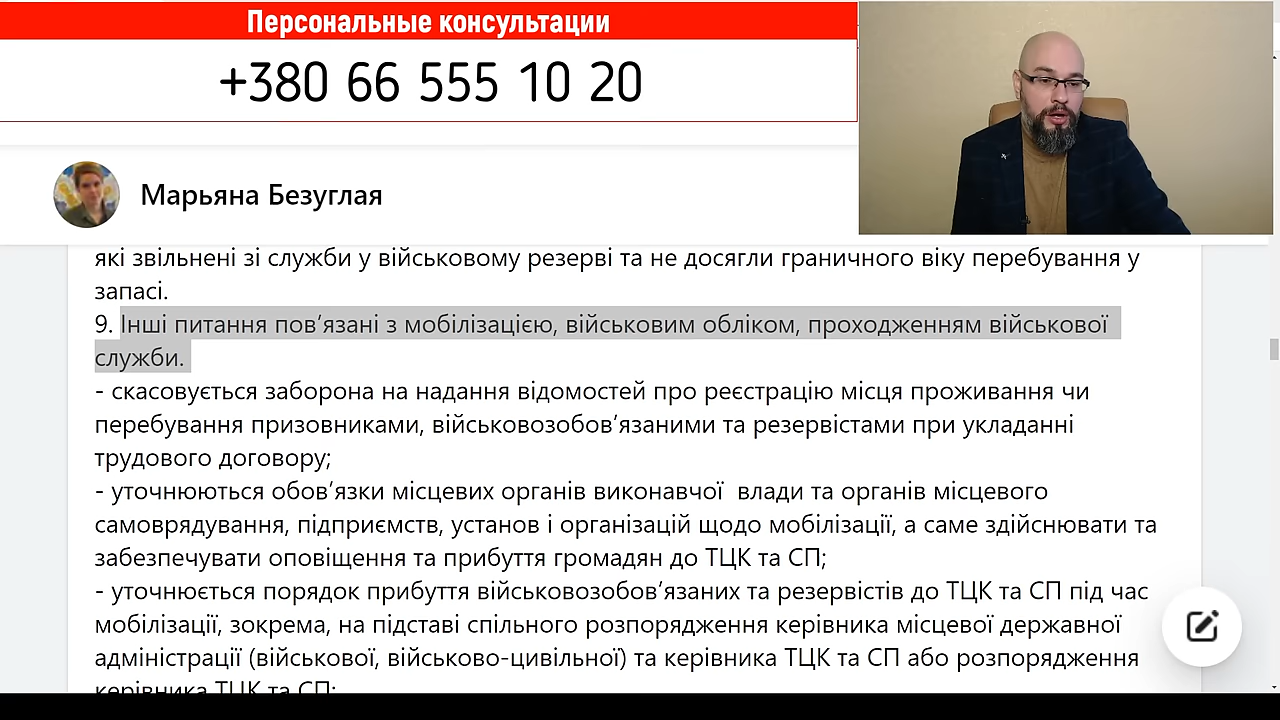 Персональные консультации
+380 66 555 10 20
Марьяна Безуглая
які звільнені зі служби у військовому резерві та не досягли граничного віку перебування у
запасі.
9. Інші питання пов’язані з мобілізацією, військовим обліком, проходженням військової
служби.
- скасовується заборона на надання відомостей про реєстрацію місця проживання чи
перебування призовниками, військовозобов’язаними та резервістами при укладанні
трудового договору;
- уточнюються обов’язки місцевих органів виконавчої  влади та органів місцевого
самоврядування, підприємств, установ і організацій щодо мобілізації, а саме здійснювати та
забезпечувати оповіщення та прибуття громадян до ТЦК та СП;
- уточнюється порядок прибуття військовозобов’язаних та резервістів до ТЦК та СП під час
мобілізації, зокрема, на підставі спільного розпорядження керівника місцевої державної
адміністрації (військової, військово-цивільної) та керівника ТЦК та СП або розпорядження
керівника ТЦК та СП;